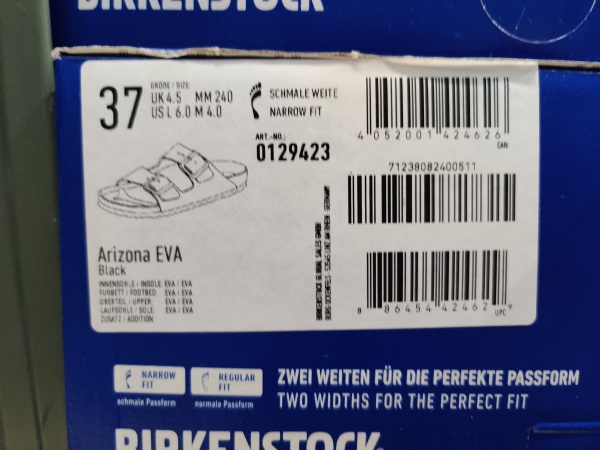 BIRKENSTOCK
37
GRÖßE / SIZE:
UK 4.5 MM 240
US L 6.0 M 4.0
SCHMALE WEITE
NARROW FIT
ART.-NO.:
0129423
4 052001 424626
EAN
71238082400511
8 86454 42462 7
UPC
Arizona EVA
Black
INNENSOHLE / INSOLE: EVA / EVA
FUßBETT / FOOTBED: EVA / EVA
OBERTEIL / UPPER EVA / EVA
LAUFSOHLE / SOLE: EVA / EVA
ZUSATZ / ADDITION:
BIRKENSTOCK GLOBAL SALES GMBH
BURG OCKENFELS · 53545 LINZ AM RHEIN · GERMANY
NARROW FIT
schmale Passform
REGULAR FIT
normale Passform
ZWEI WEITEN FÜR DIE PERFEKTE PASSFORM
TWO WIDTHS FOR THE PERFECT FIT
BIRKENSTOCK